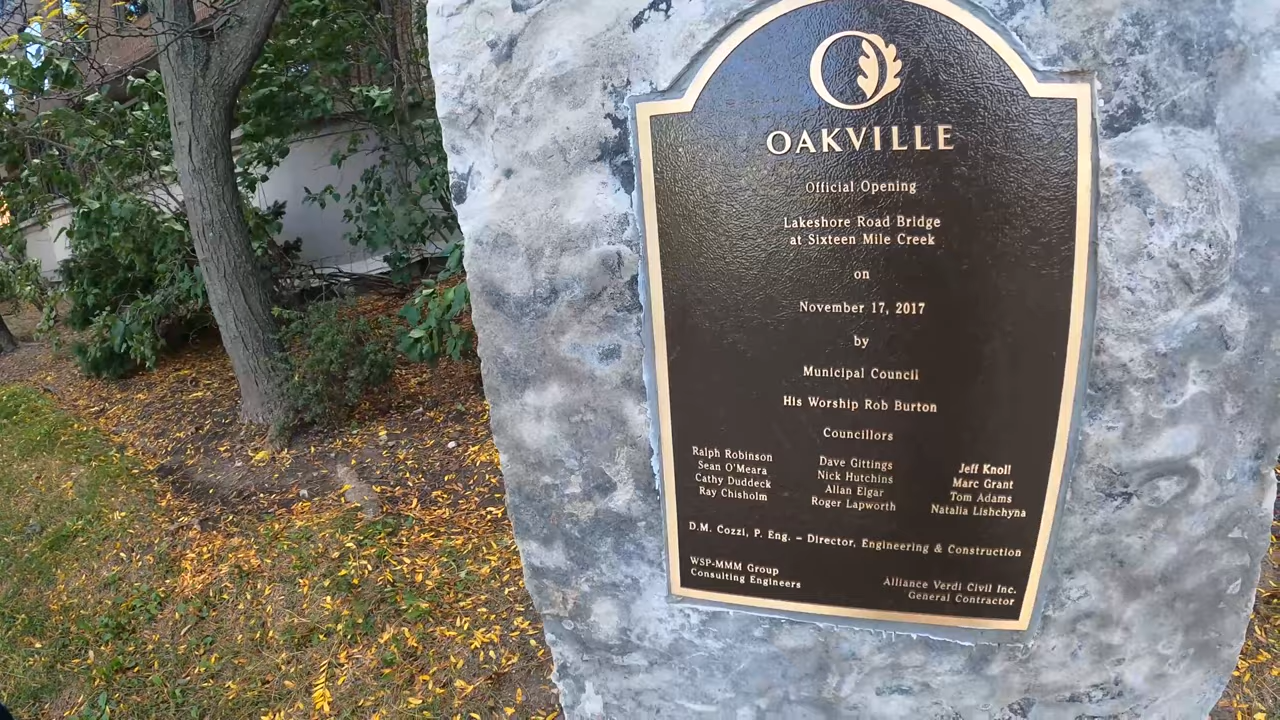 OAKVILLE
Official Opening
Lakeshore Road Bridge
at Sixteen Mile Creek
on
November 17, 2017
by
Municipal Council
His Worship Rob Burton
Councillors
Ralph Robinson
Sean O'Meara
Cathy Duddeck
Ray Chisholm
Dave Gittings
Nick Hutchins
Allan Elgar
Roger Lapworth
Jeff Knoll
Marc Grant
Tom Adams
Natalia Lishchyna
D.M. Cozzi, P. Eng. – Director, Engineering & Construction
WSP-MMM Group
Consulting Engineers
Alliance Verdi Civil Inc.
General Contractor